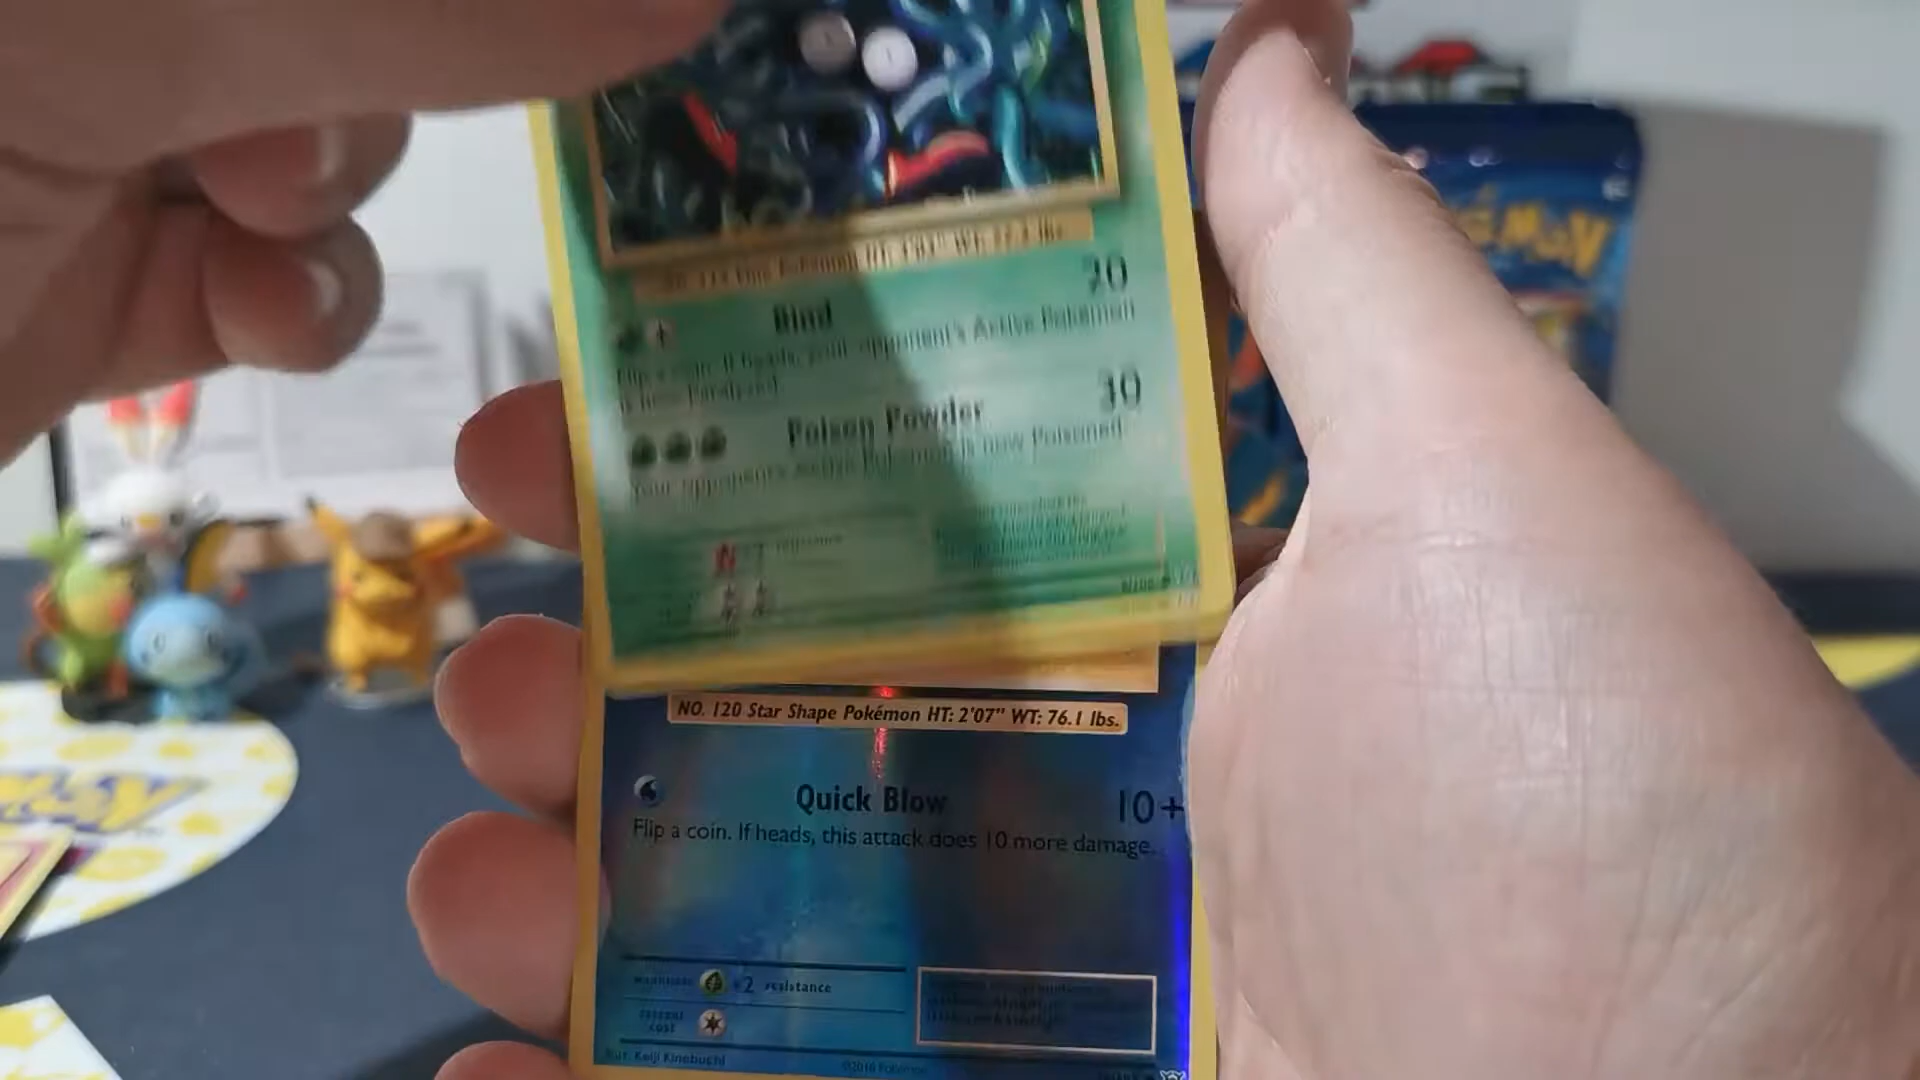 20
Bind
Flip a coin. If heads, your opponent's Active Pokémon
is now Paralyzed.
30
Poison Powder
Your opponent's Active Pokémon is now Poisoned.
POKÉMON
NO. 120 Star Shape Pokémon HT: 2'07" WT: 76.1 lbs.
Quick Blow 10+
Flip a coin. If heads, this attack does 10 more damage.
weakness ×2 resistance
retreat
cost
Illus. Keiji Kinebuchi
©2016 Pokémon